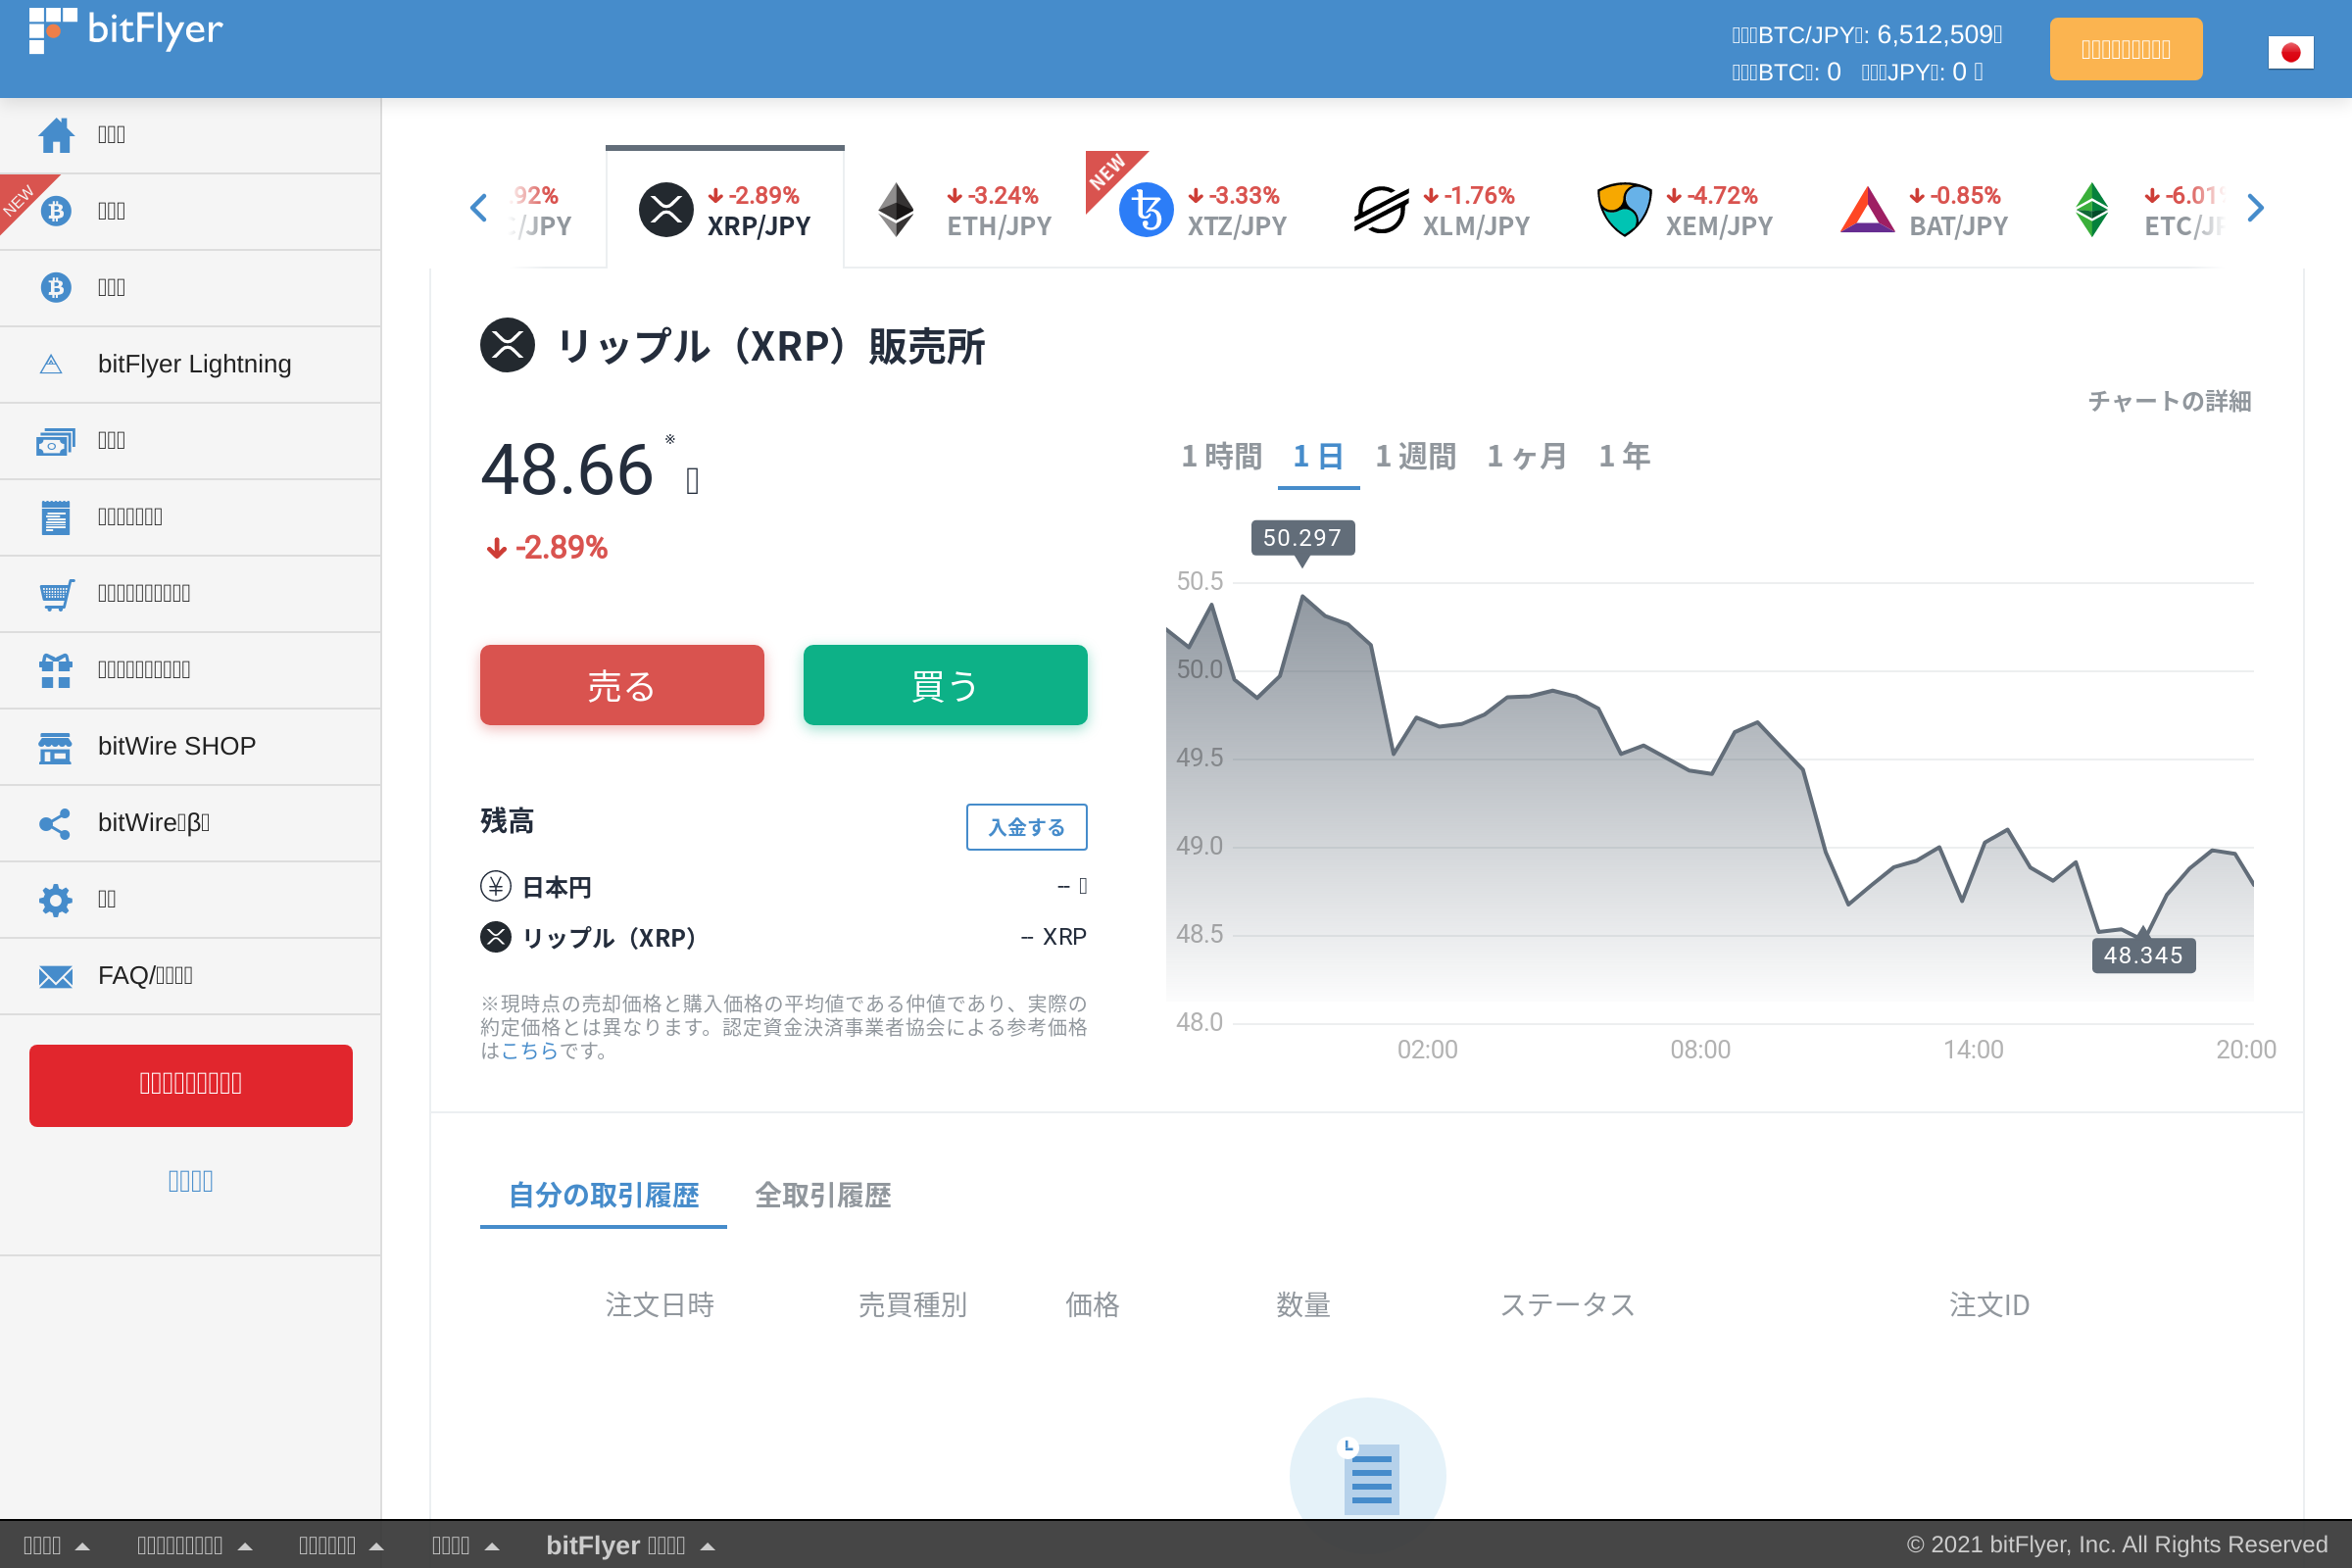 bitFlyer
BTC/JPY: 6,512,509
BTC: 0 JPY: 0
NEW
bitFlyer Lightning
bitWire SHOP
bitWire β
FAQ/
.92% /JPY
-2.89% XRP/JPY
-3.24% ETH/JPY
NEW
-3.33% XTZ/JPY
-1.76% XLM/JPY
-4.72% XEM/JPY
-0.85% BAT/JPY
-6.01% ETC/
リップル（XRP）販売所
チャートの詳細
48.66 ※
-2.89%
1 時間 1 日 1 週間 1 ヶ月 1 年
50.297
50.5
50.0
49.5
49.0
48.5
48.0
48.345
02:00 08:00 14:00 20:00
売る 買う
残高 入金する
日本円 --
リップル（XRP） -- XRP
※現時点の売却価格と購入価格の平均値である仲値であり、実際の
約定価格とは異なります。認定資金決済事業者協会による参考価格
はこちらです。
自分の取引履歴 全取引履歴
注文日時 売買種別 価格 数量 ステータス 注文ID
bitFlyer
© 2021 bitFlyer, Inc. All Rights Reserved